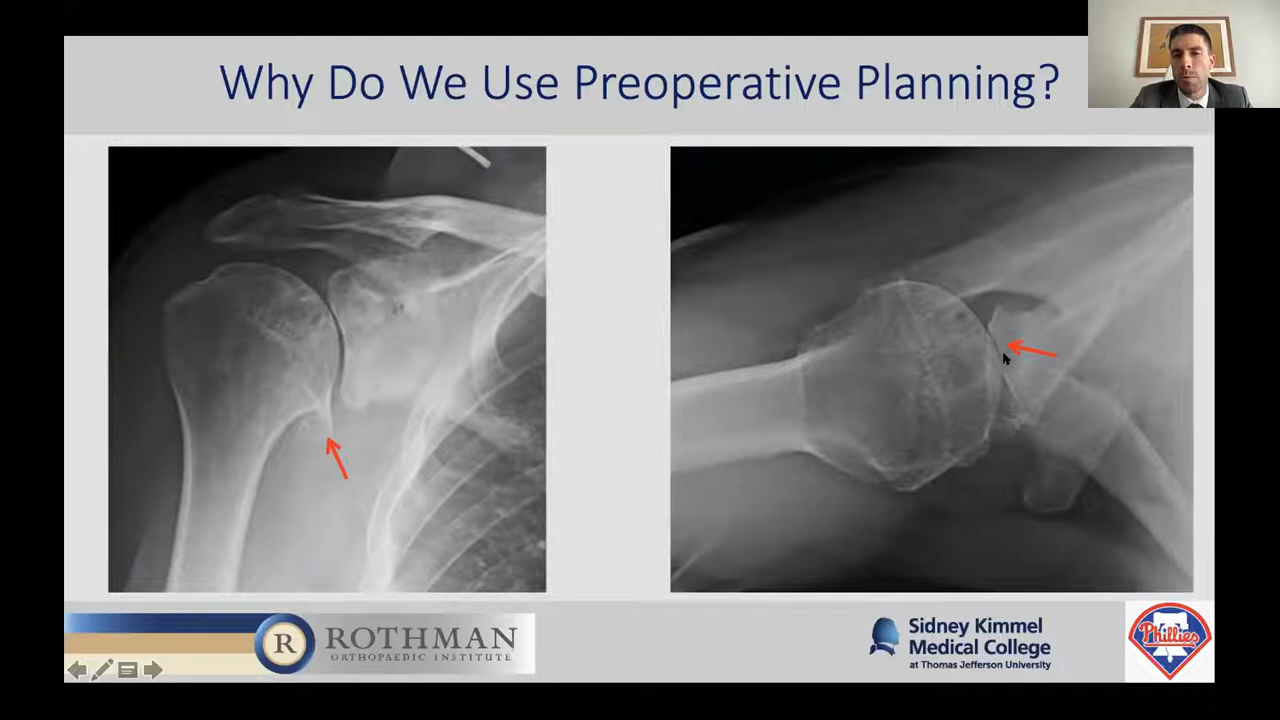 Why Do We Use Preoperative Planning?
R ROTHMAN
ORTHOPAEDIC INSTITUTE
Sidney Kimmel
Medical College
at Thomas Jefferson University
Phillies